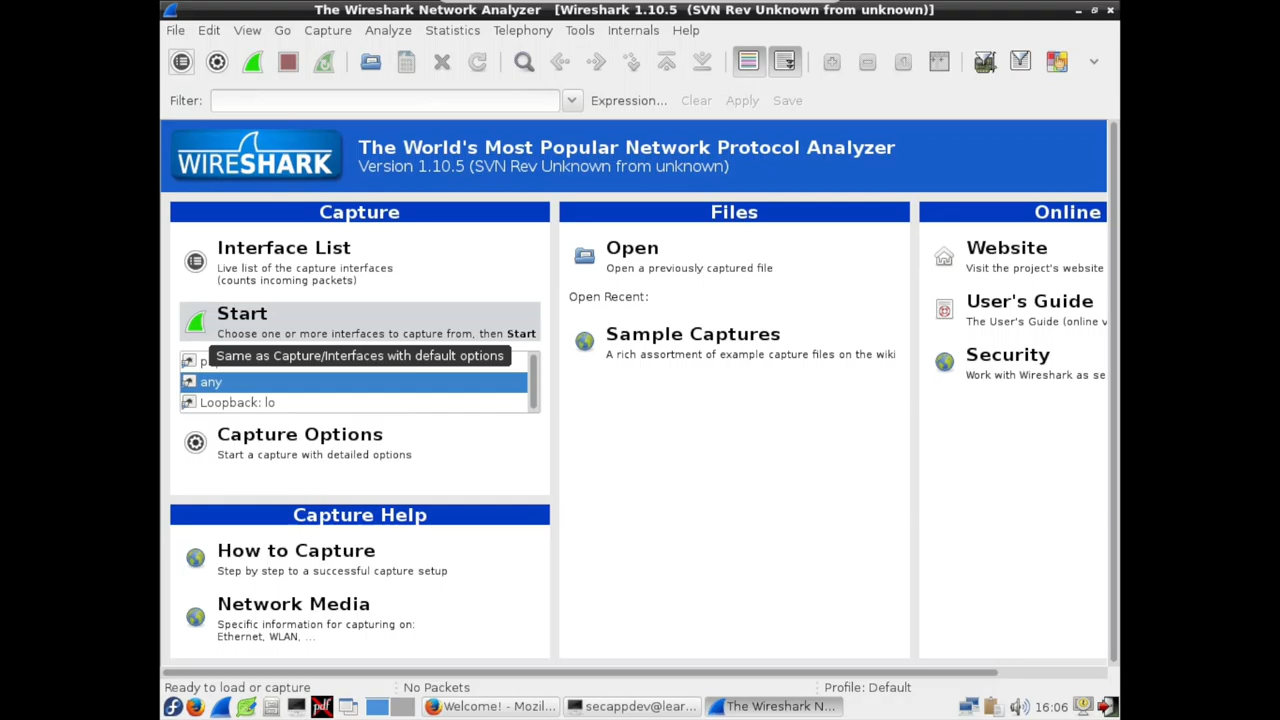 The Wireshark Network Analyzer [Wireshark 1.10.5 (SVN Rev Unknown from unknown)]
File Edit View Go Capture Analyze Statistics Telephony Tools Internals Help
Filter: Expression... Clear Apply Save
WIRESHARK
The World's Most Popular Network Protocol Analyzer
Version 1.10.5 (SVN Rev Unknown from unknown)
Capture
Interface List
Live list of the capture interfaces
(counts incoming packets)
Start
Choose one or more interfaces to capture from, then Start
Same as Capture/Interfaces with default options
any
Loopback: lo
Capture Options
Start a capture with detailed options
Capture Help
How to Capture
Step by step to a successful capture setup
Network Media
Specific information for capturing on:
Ethernet, WLAN, ...
Files
Open
Open a previously captured file
Open Recent:
Sample Captures
A rich assortment of example capture files on the wiki
Online
Website
Visit the project's website
User's Guide
The User's Guide (online v
Security
Work with Wireshark as se
Ready to load or capture No Packets Profile: Default
pdf Welcome! - Mozil... secappdev@lear... The Wireshark N... 16:06